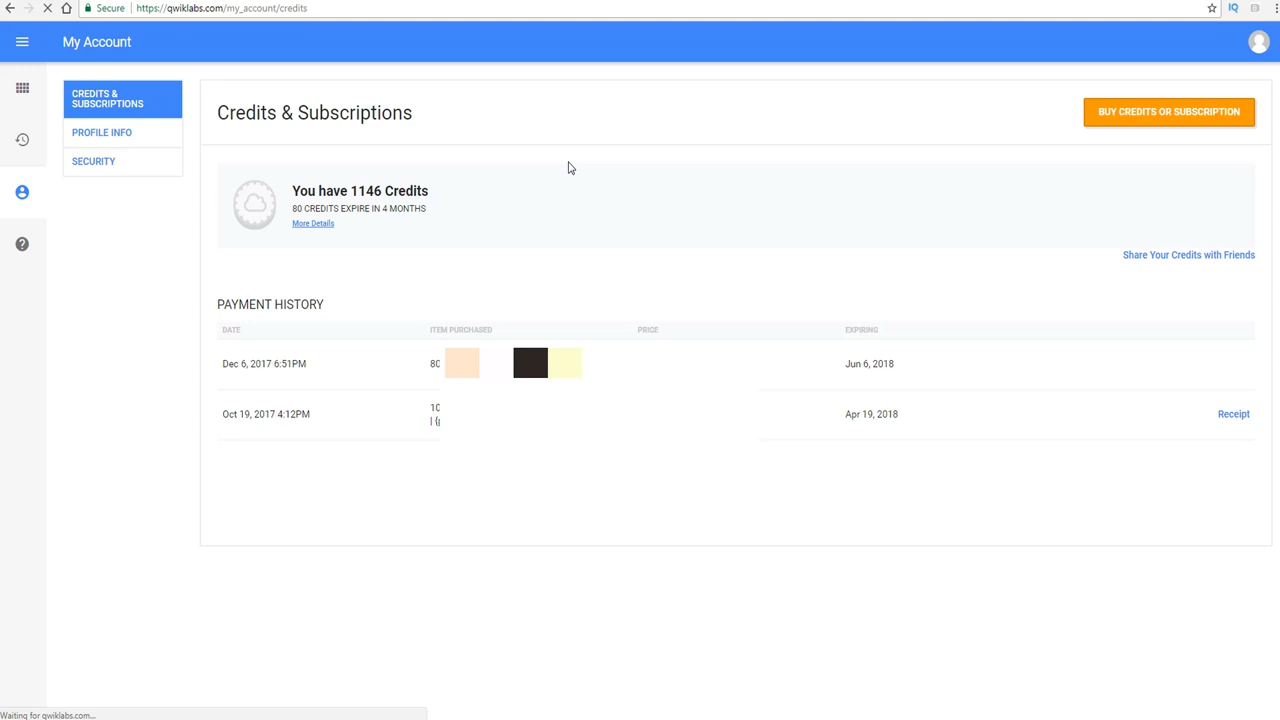 Secure https://qwiklabs.com/my_account/credits
My Account
CREDITS &
SUBSCRIPTIONS
PROFILE INFO
SECURITY
Credits & Subscriptions
BUY CREDITS OR SUBSCRIPTION
You have 1146 Credits
80 CREDITS EXPIRE IN 4 MONTHS
More Details
Share Your Credits with Friends
PAYMENT HISTORY
DATE ITEM PURCHASED PRICE EXPIRING
Dec 6, 2017 6:51PM 80 Jun 6, 2018
Oct 19, 2017 4:12PM 10 Apr 19, 2018 Receipt
Waiting for qwiklabs.com...